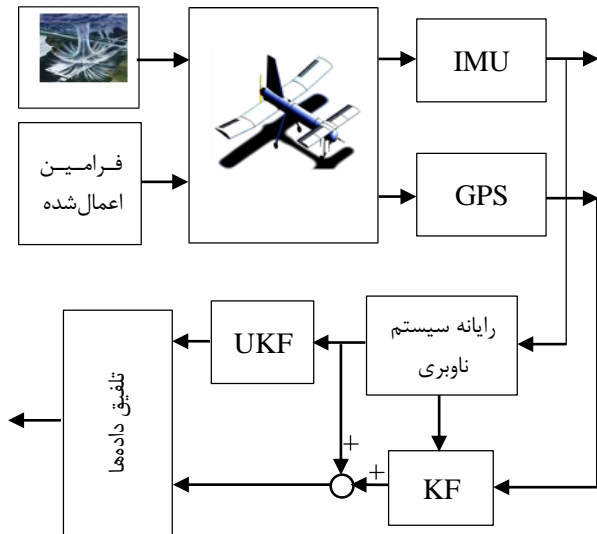 IMU
فرامین
اعمال‌شده
GPS
رایانه سیستم
ناوبری
UKF
تلفیق داده‌ها
+
+
KF